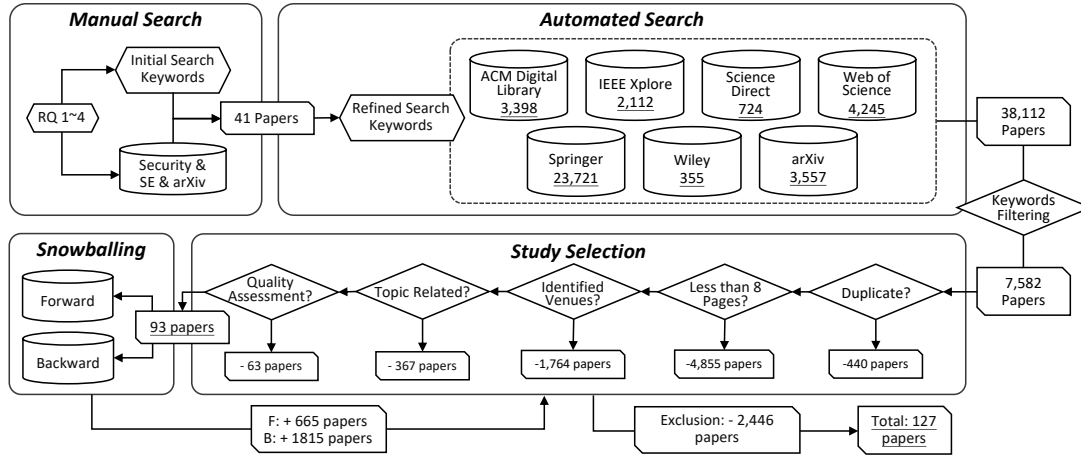 Manual Search
Automated Search
Initial Search
Keywords
RQ 1~4
Security &
SE & arXiv
41 Papers
Refined Search
Keywords
ACM Digital
Library
3,398
IEEE Xplore
2,112
Science
Direct
724
Web of
Science
4,245
Springer
23,721
Wiley
355
arXiv
3,557
38,112
Papers
Keywords
Filtering
7,582
Papers
Snowballing
Forward
Backward
93 papers
Study Selection
Quality
Assessment?
Topic Related?
Identified
Venues?
Less than 8
Pages?
Duplicate?
- 63 papers
- 367 papers
-1,764 papers
-4,855 papers
-440 papers
F: + 665 papers
B: + 1815 papers
Exclusion: - 2,446
papers
Total: 127
papers